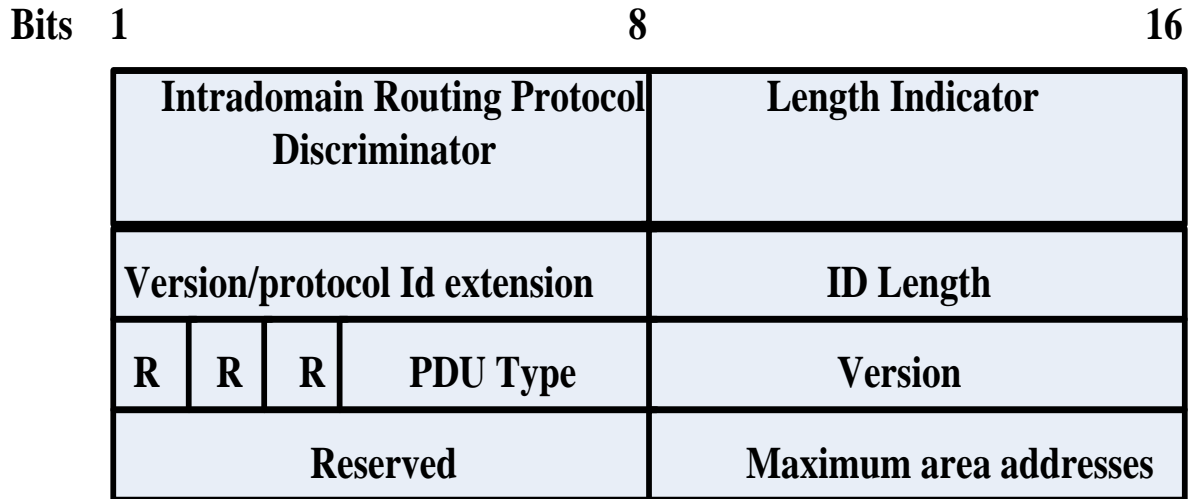 Bits 1 8 16
Intradomain Routing Protocol Length Indicator
Discriminator
Version/protocol Id extension ID Length
R R R PDU Type Version
Reserved Maximum area addresses